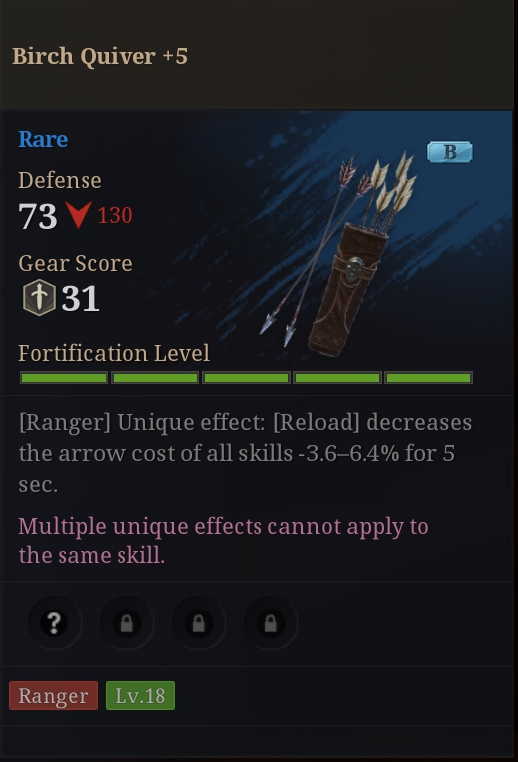 Birch Quiver +5
Rare
B
Defense
73 130
Gear Score
31
Fortification Level
[Ranger] Unique effect: [Reload] decreases
the arrow cost of all skills -3.6–6.4% for 5
sec.
Multiple unique effects cannot apply to
the same skill.
?
Ranger Lv.18